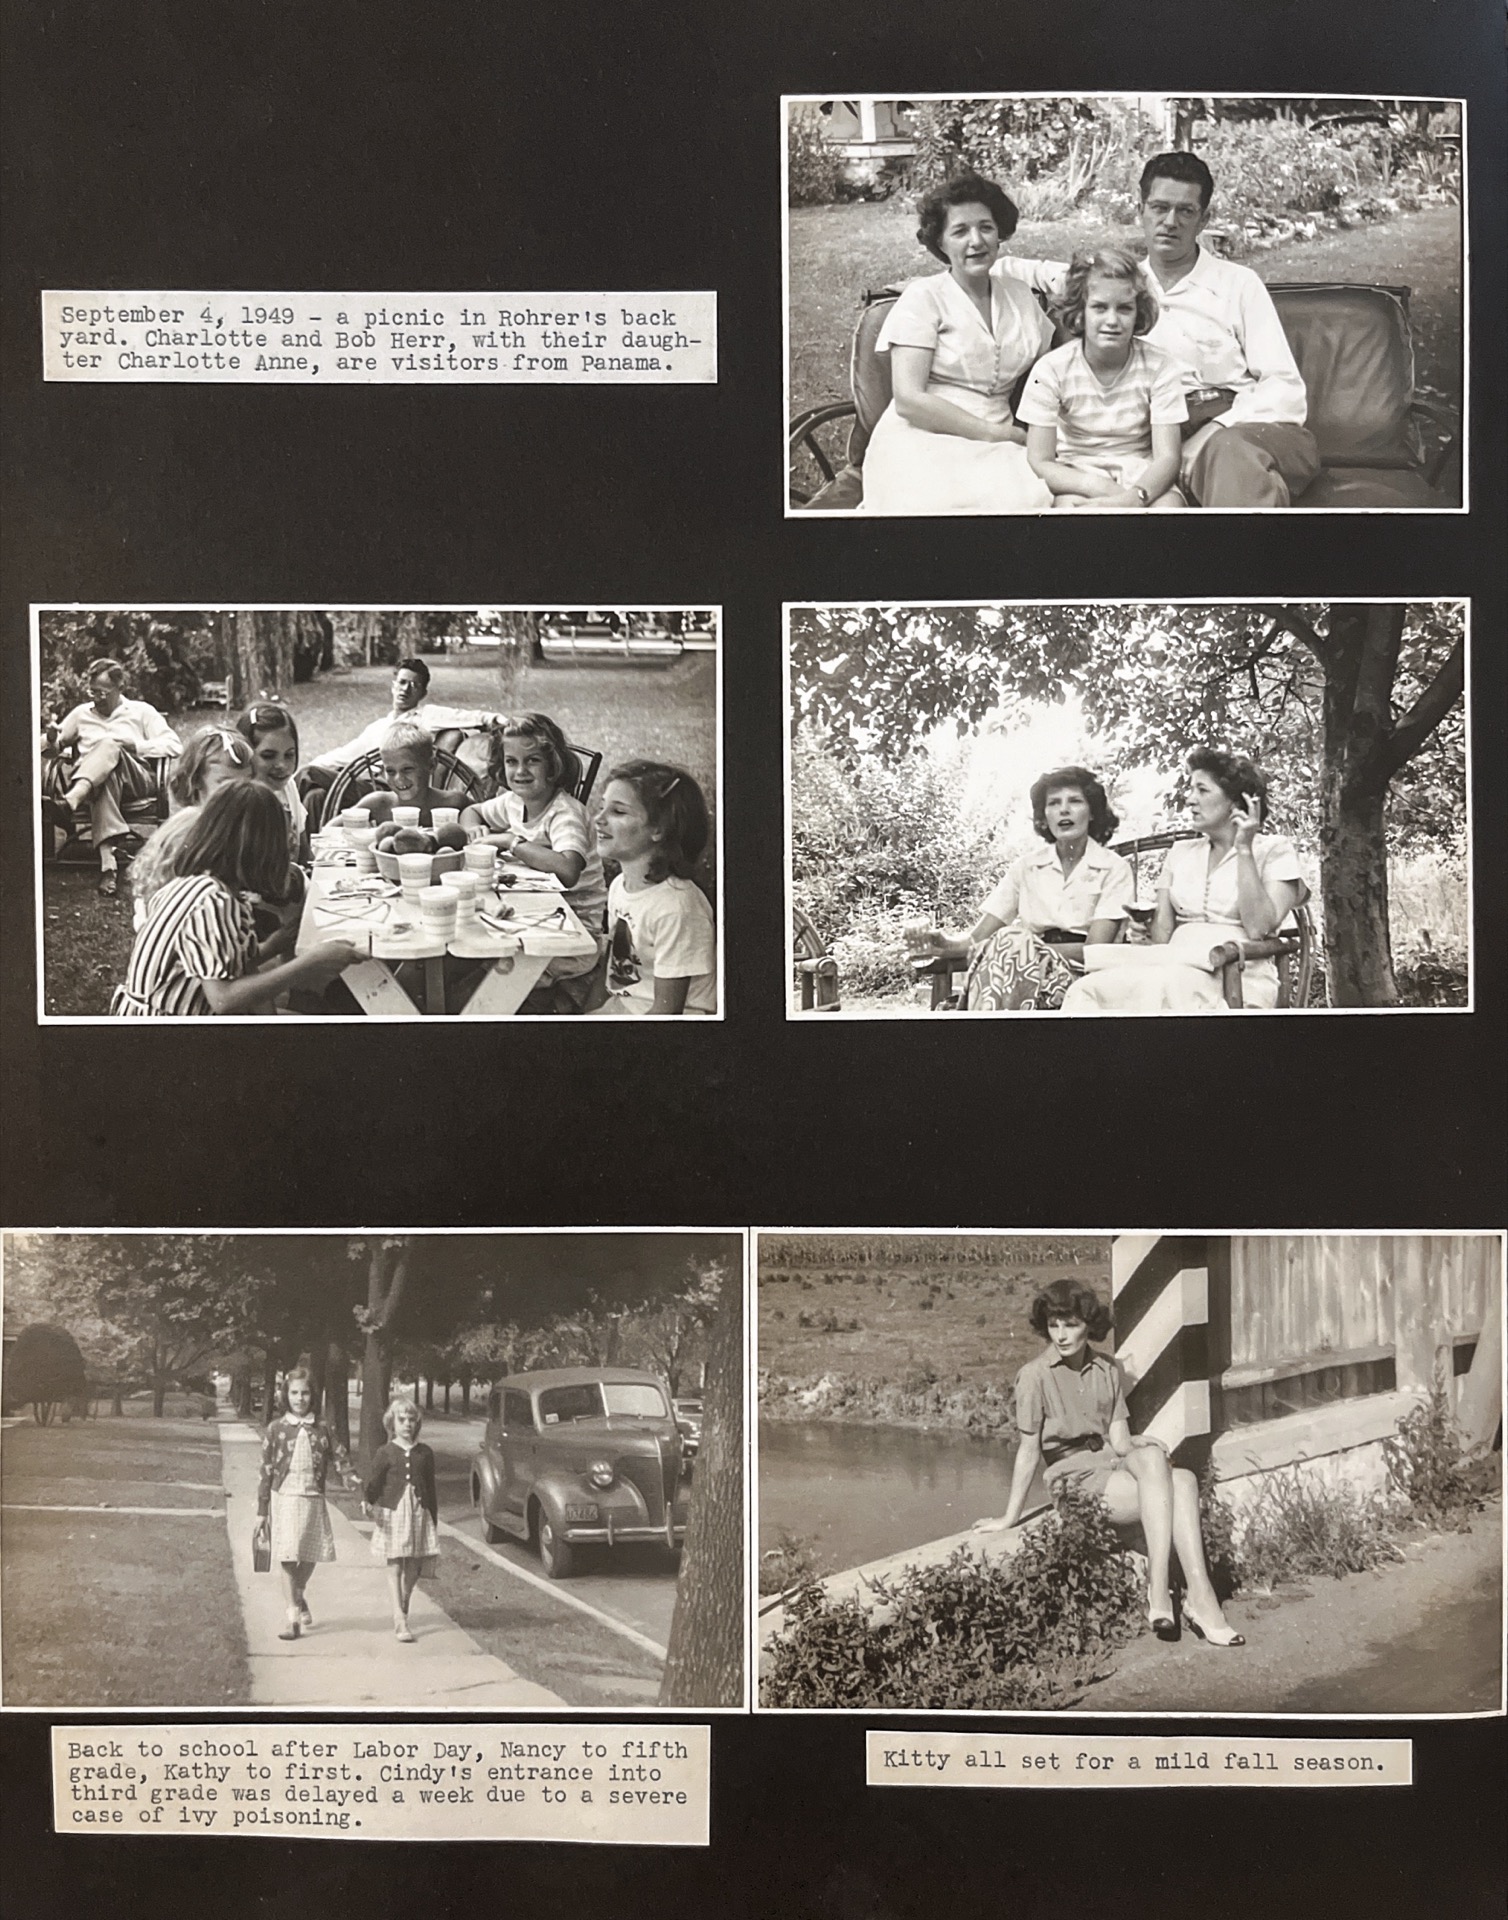 September 4, 1949 - a picnic in Rohrer's back
yard. Charlotte and Bob Herr, with their daugh-
ter Charlotte Anne, are visitors from Panama.
Back to school after Labor Day, Nancy to fifth
grade, Kathy to first. Cindy's entrance into
third grade was delayed a week due to a severe
case of ivy poisoning.
Kitty all set for a mild fall season.